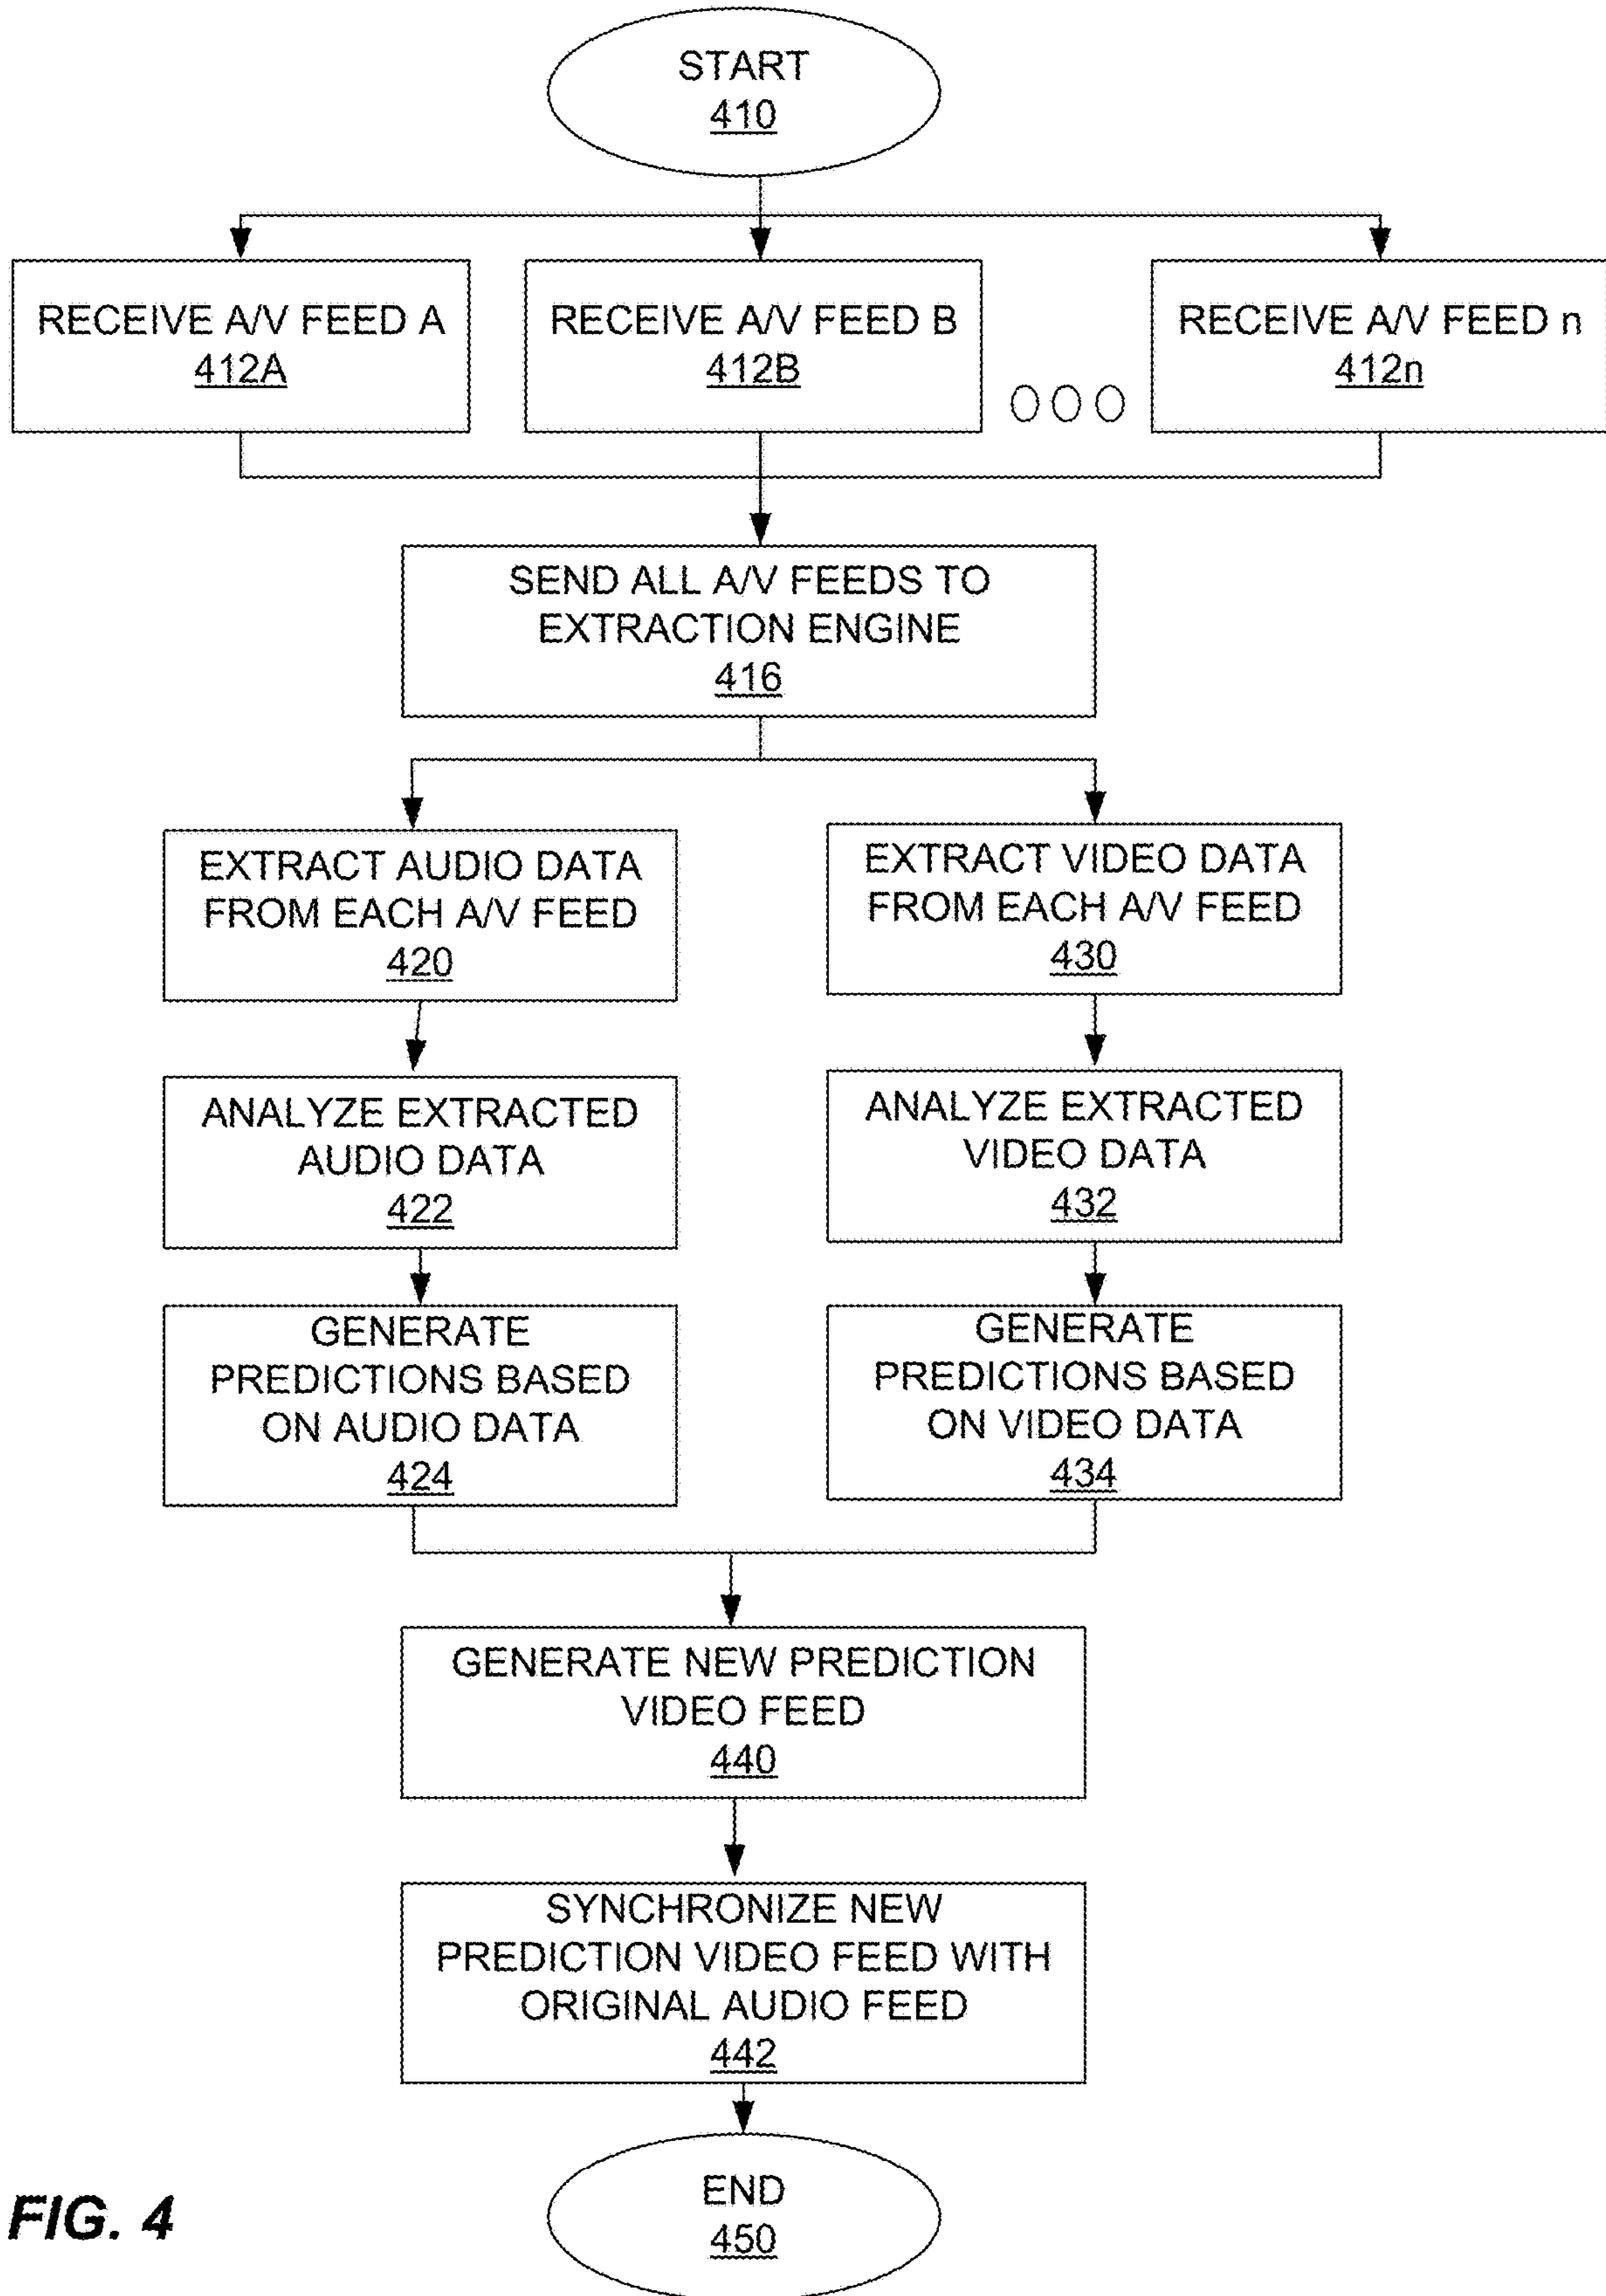 START
410
RECEIVE A/V FEED A
412A
RECEIVE A/V FEED B
412B
RECEIVE A/V FEED n
412n
SEND ALL A/V FEEDS TO
EXTRACTION ENGINE
416
EXTRACT AUDIO DATA
FROM EACH A/V FEED
420
EXTRACT VIDEO DATA
FROM EACH A/V FEED
430
ANALYZE EXTRACTED
AUDIO DATA
422
ANALYZE EXTRACTED
VIDEO DATA
432
GENERATE
PREDICTIONS BASED
ON AUDIO DATA
424
GENERATE
PREDICTIONS BASED
ON VIDEO DATA
434
GENERATE NEW PREDICTION
VIDEO FEED
440
SYNCHRONIZE NEW
PREDICTION VIDEO FEED WITH
ORIGINAL AUDIO FEED
442
END
450
FIG. 4